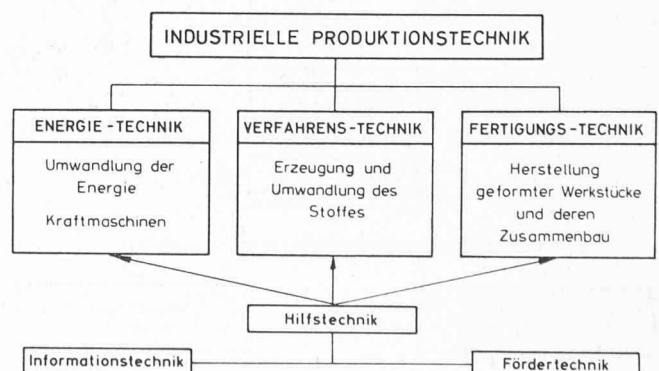 INDUSTRIELLE PRODUKTIONSTECHNIK
ENERGIE-TECHNIK
Umwandlung der
Energie
Kraftmaschinen
VERFAHRENS-TECHNIK
Erzeugung und
Umwandlung des
Stoffes
FERTIGUNGS-TECHNIK
Herstellung
geformter Werkstücke
und deren
Zusammenbau
Hilfstechnik
Informationstechnik
Fördertechnik